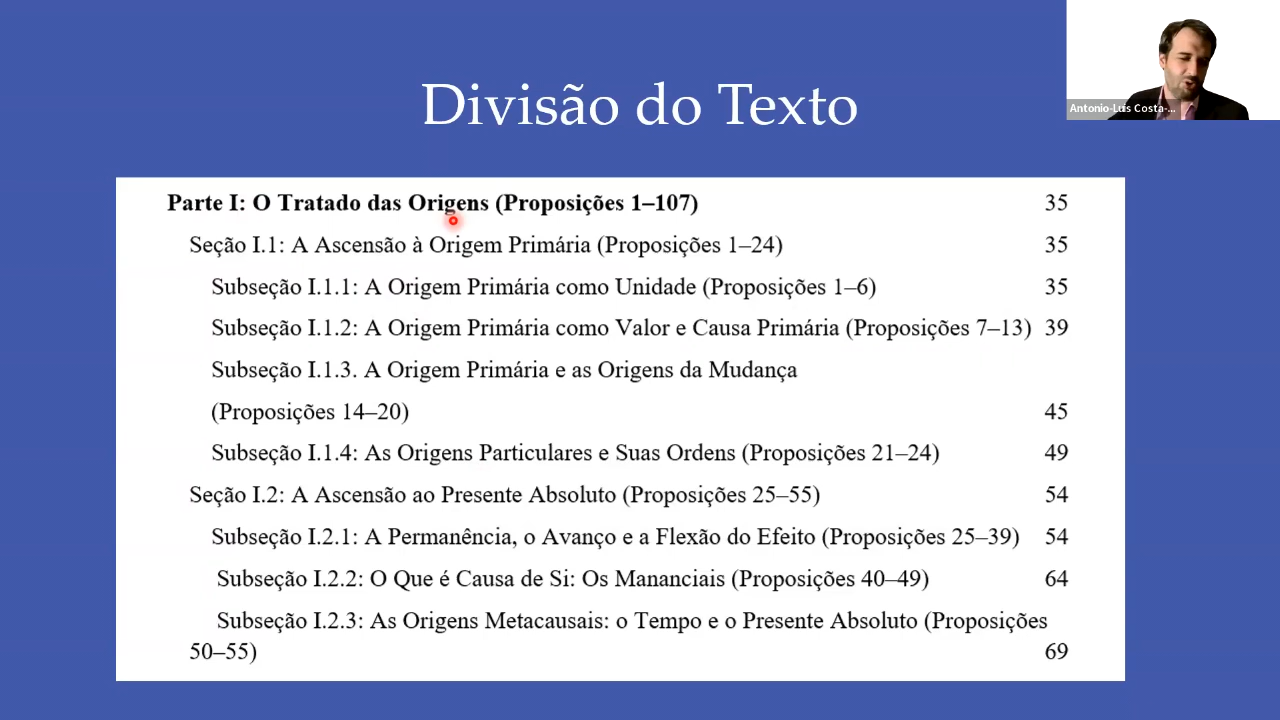 Divisão do Texto
Antonio-Luis Costa-...
Parte I: O Tratado das Origens (Proposições 1–107) 35
Seção I.1: A Ascensão à Origem Primária (Proposições 1–24) 35
Subseção I.1.1: A Origem Primária como Unidade (Proposições 1–6) 35
Subseção I.1.2: A Origem Primária como Valor e Causa Primária (Proposições 7–13) 39
Subseção I.1.3. A Origem Primária e as Origens da Mudança
(Proposições 14–20) 45
Subseção I.1.4: As Origens Particulares e Suas Ordens (Proposições 21–24) 49
Seção I.2: A Ascensão ao Presente Absoluto (Proposições 25–55) 54
Subseção I.2.1: A Permanência, o Avanço e a Flexão do Efeito (Proposições 25–39) 54
Subseção I.2.2: O Que é Causa de Si: Os Mananciais (Proposições 40–49) 64
Subseção I.2.3: As Origens Metacausais: o Tempo e o Presente Absoluto (Proposições
50–55) 69